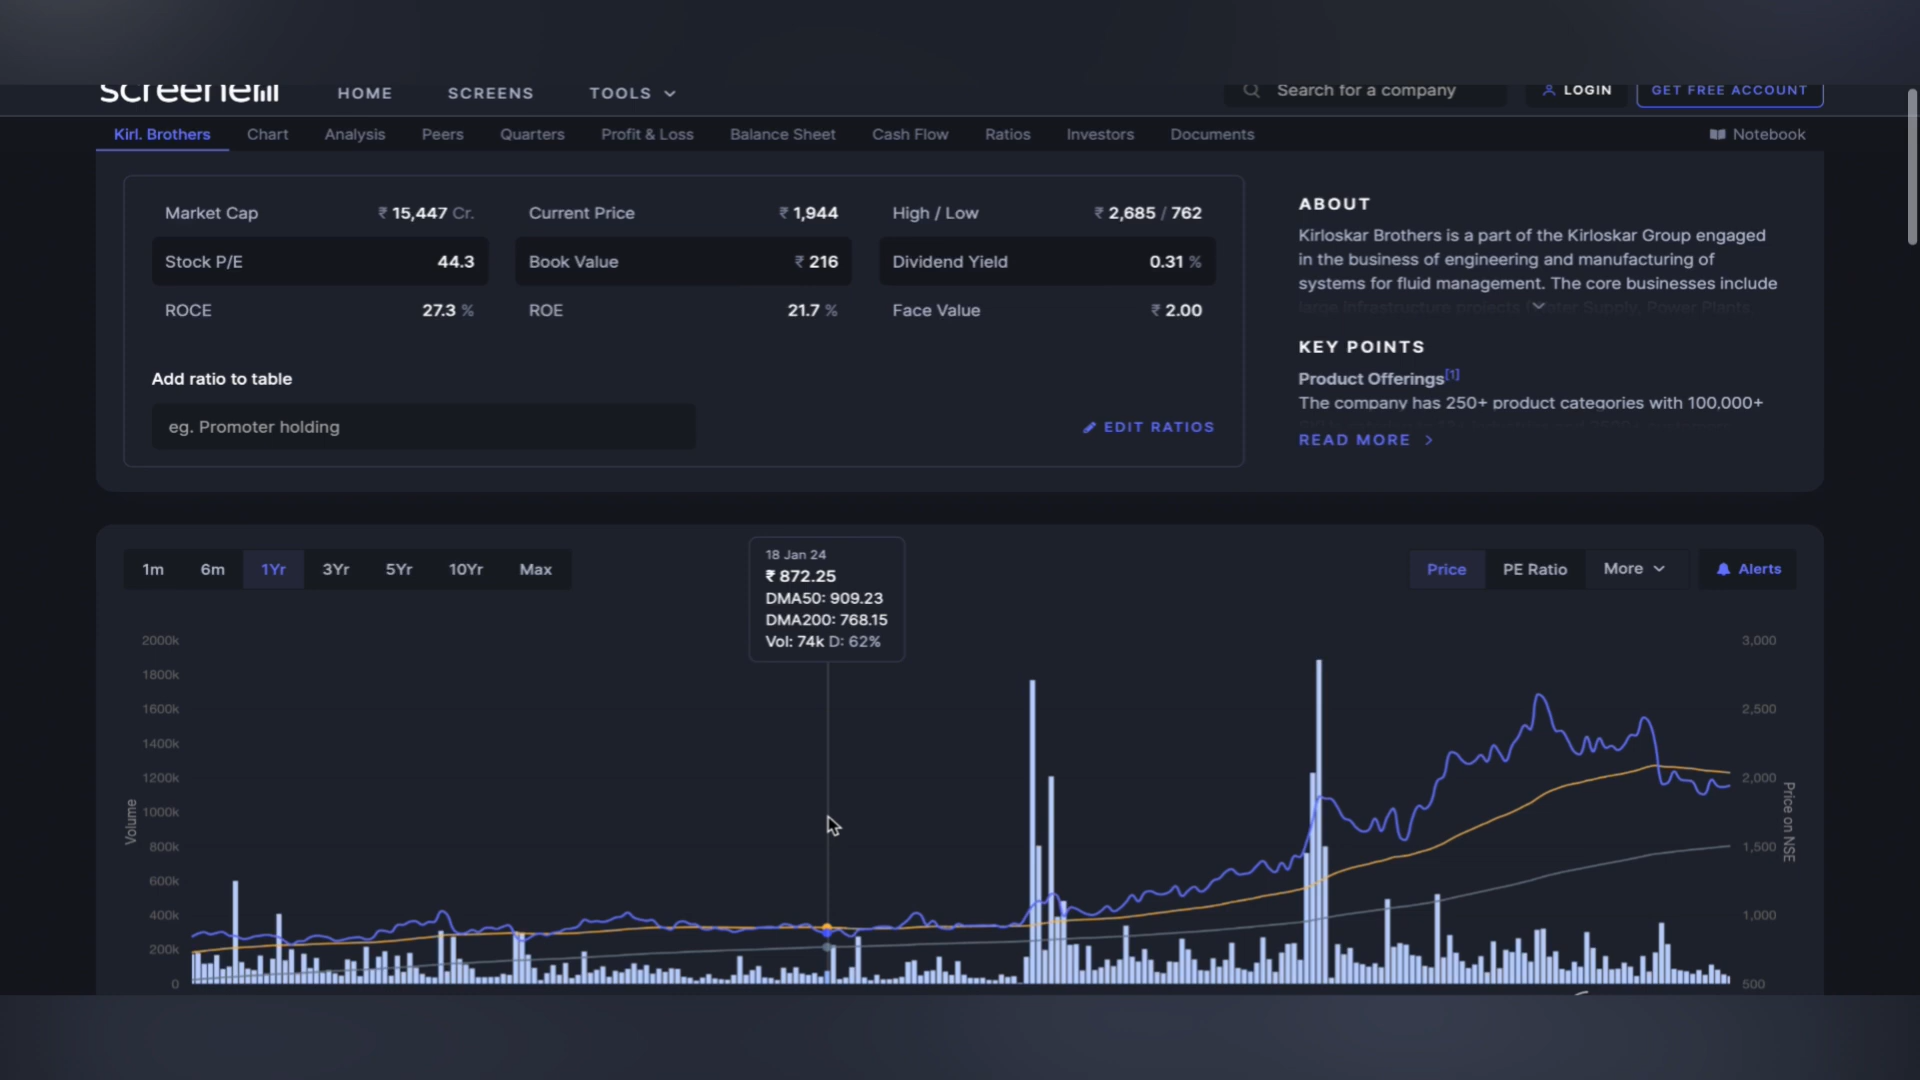 screener
HOME SCREENS TOOLS
Search for a company
LOGIN
GET FREE ACCOUNT
Kirl. Brothers Chart Analysis Peers Quarters Profit & Loss Balance Sheet Cash Flow Ratios Investors Documents
Notebook
Market Cap ₹ 15,447 Cr.
Current Price ₹ 1,944
High / Low ₹ 2,685 / 762
Stock P/E 44.3
Book Value ₹ 216
Dividend Yield 0.31 %
ROCE 27.3 %
ROE 21.7 %
Face Value ₹ 2.00
Add ratio to table
eg. Promoter holding
EDIT RATIOS
ABOUT
Kirloskar Brothers is a part of the Kirloskar Group engaged
in the business of engineering and manufacturing of
systems for fluid management. The core businesses include
large infrastructure projects (Water Supply, Power Plants,
KEY POINTS
Product Offerings[1]
The company has 250+ product categories with 100,000+
READ MORE
1m 6m 1Yr 3Yr 5Yr 10Yr Max
18 Jan 24
₹ 872.25
DMA50: 909.23
DMA200: 768.15
Vol: 74k D: 62%
Price PE Ratio More
Alerts
2000k
1800k
1600k
1400k
1200k
1000k
800k
600k
400k
200k
0
Volume
3,000
2,500
2,000
1,500
1,000
500
Price on NSE